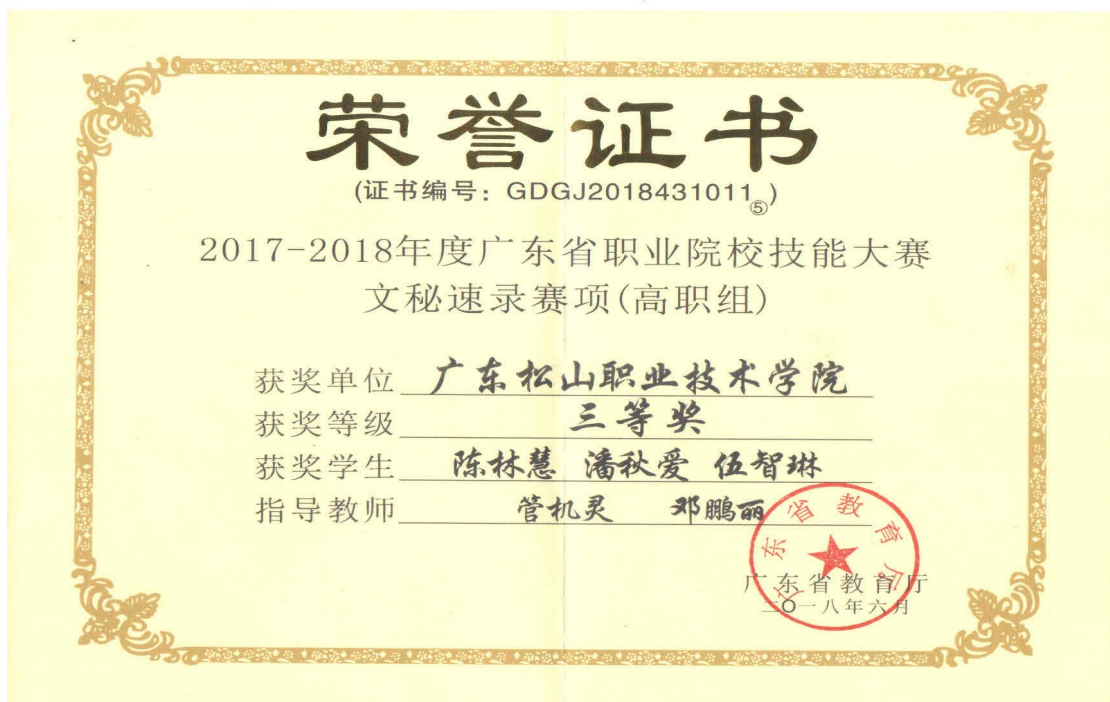 荣誉证书
(证书编号：GDGJ2018431011⑤)
2017-2018年度广东省职业院校技能大赛
文秘速录赛项(高职组)
获奖单位 广东松山职业技术学院
获奖等级 三等奖
获奖学生 陈林慧 潘秋爱 伍智琳
指导教师 管机灵 邓鹏丽
广东省教育厅
广东省教育厅
二〇一八年六月